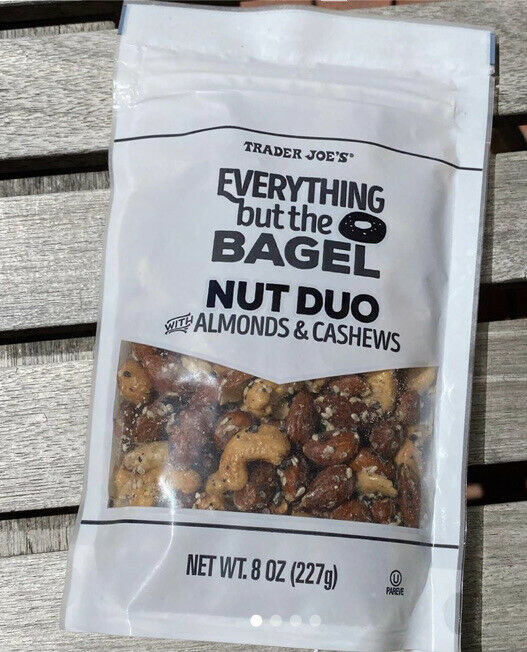 TRADER JOE'S®
EVERYTHING
but the
BAGEL
NUT DUO
WITH ALMONDS & CASHEWS
NET WT. 8 OZ (227g)
U
PAREVE